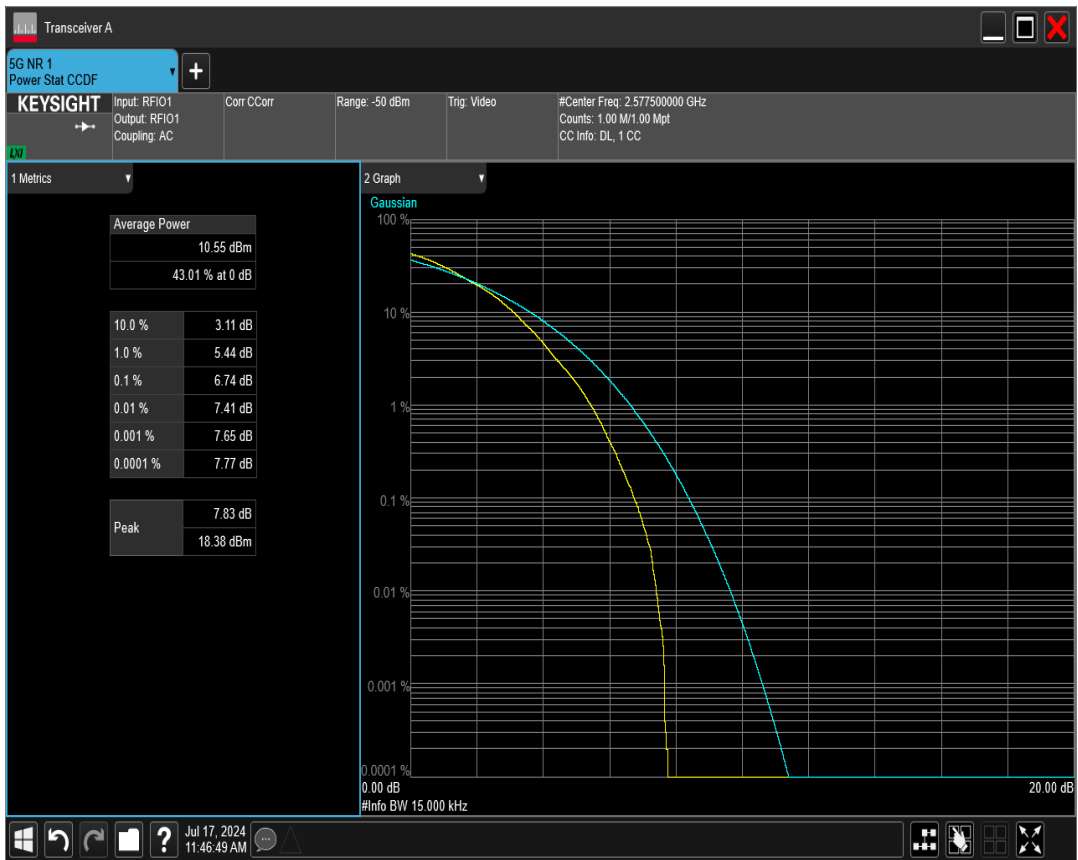 Transceiver A
5G NR 1
Power Stat CCDF
KEYSIGHT
LXI
Input: RFIO1
Output: RFIO1
Coupling: AC
Corr CCorr
Range: -50 dBm
Trig: Video
#Center Freq: 2.577500000 GHz
Counts: 1.00 M/1.00 Mpt
CC Info: DL, 1 CC
1 Metrics
Average Power
10.55 dBm
43.01 % at 0 dB
10.0 % 3.11 dB
1.0 % 5.44 dB
0.1 % 6.74 dB
0.01 % 7.41 dB
0.001 % 7.65 dB
0.0001 % 7.77 dB
Peak
7.83 dB
18.38 dBm
2 Graph
Gaussian
100 %
10 %
1 %
0.1 %
0.01 %
0.001 %
0.0001 %
0.00 dB
20.00 dB
#Info BW 15.000 kHz
?
Jul 17, 2024
11:46:49 AM